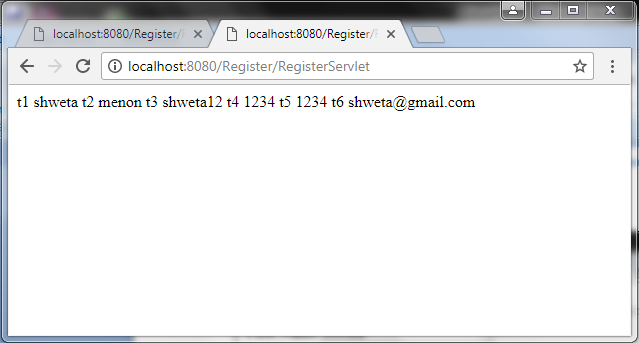 localhost:8080/Register/
localhost:8080/Register/
localhost:8080/Register/RegisterServlet
t1 shweta t2 menon t3 shweta12 t4 1234 t5 1234 t6 shweta@gmail.com